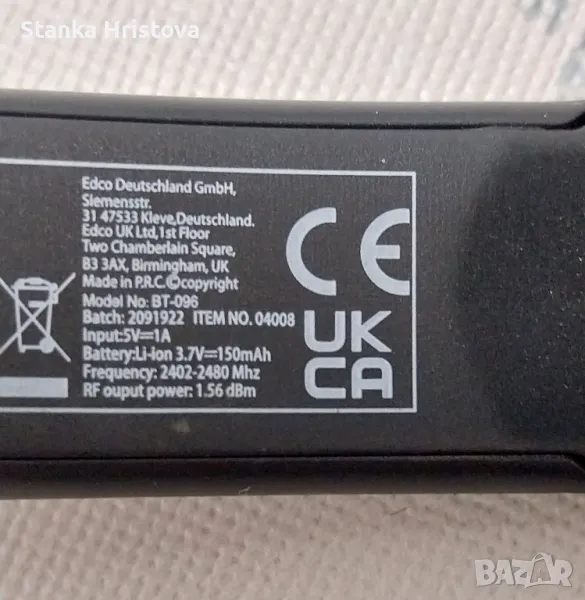 Stanka Hristova
Edco Deutschland GmbH,
Siemensstr.
31 47533 Kleve,Deutschland.
Edco UK Ltd,1st Floor
Two Chamberlain Square,
B3 3AX, Birmingham, UK
Made in P.R.C.©copyright
Model No: BT-096
Batch: 2091922 ITEM NO. 04008
Input:5V⎓1A
Battery:Li-ion 3.7V⎓150mAh
Frequency: 2402-2480 Mhz
RF ouput power: 1.56 dBm
CE
UK
CA
BAZAR.bg